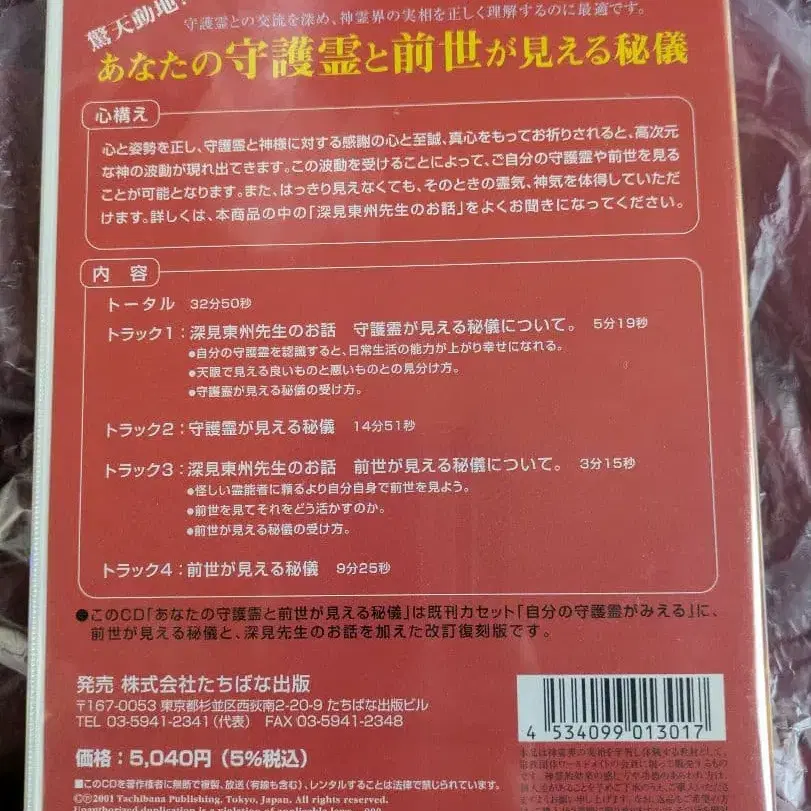 驚天動地!
守護霊との交流を深め、神霊界の実相を正しく理解するのに最適です。
あなたの守護霊と前世が見える秘儀
心構え
心と姿勢を正し、守護霊と神様に対する感謝の心と至誠、真心をもってお祈りされると、高次元
な神の波動が現れ出てきます。この波動を受けることによって、ご自分の守護霊や前世を見る
ことが可能となります。また、はっきり見えなくても、そのときの霊気、神気を体得していただ
けます。詳しくは、本商品の中の「深見東州先生のお話」をよくお聞きになってください。
内 容
トータル 32分50秒
トラック1:深見東州先生のお話 守護霊が見える秘儀について。 5分19秒
●自分の守護霊を認識すると、日常生活の能力が上がり幸せになれる。
●天眼で見える良いものと悪いものとの見分け方。
●守護霊が見える秘儀の受け方。
トラック2:守護霊が見える秘儀 14分51秒
トラック3:深見東州先生のお話 前世が見える秘儀について。 3分15秒
●怪しい霊能者に頼るより自分自身で前世を見よう。
●前世を見てそれをどう活かすのか。
●前世が見える秘儀の受け方。
トラック4:前世が見える秘儀 9分25秒
●このCD「あなたの守護霊と前世が見える秘儀」は既刊カセット「自分の守護霊がみえる」に、
前世が見える秘儀と、深見先生のお話を加えた改訂復刻版です。
発売 株式会社たちばな出版
〒167-0053 東京都杉並区西荻南2-20-9 たちばな出版ビル
TEL 03-5941-2341(代表) FAX 03-5941-2348
価格:5,040円(5%税込)
■このCDを著作権者に無断で複製、放送(有線も含む)、レンタルすることは法律で禁じられています。
©Ⓟ2001 Tachibana Publishing, Tokyo, Japan. All rights reserved.
Unauthorized duplication is a violation of applicable laws.
4 534099 013017